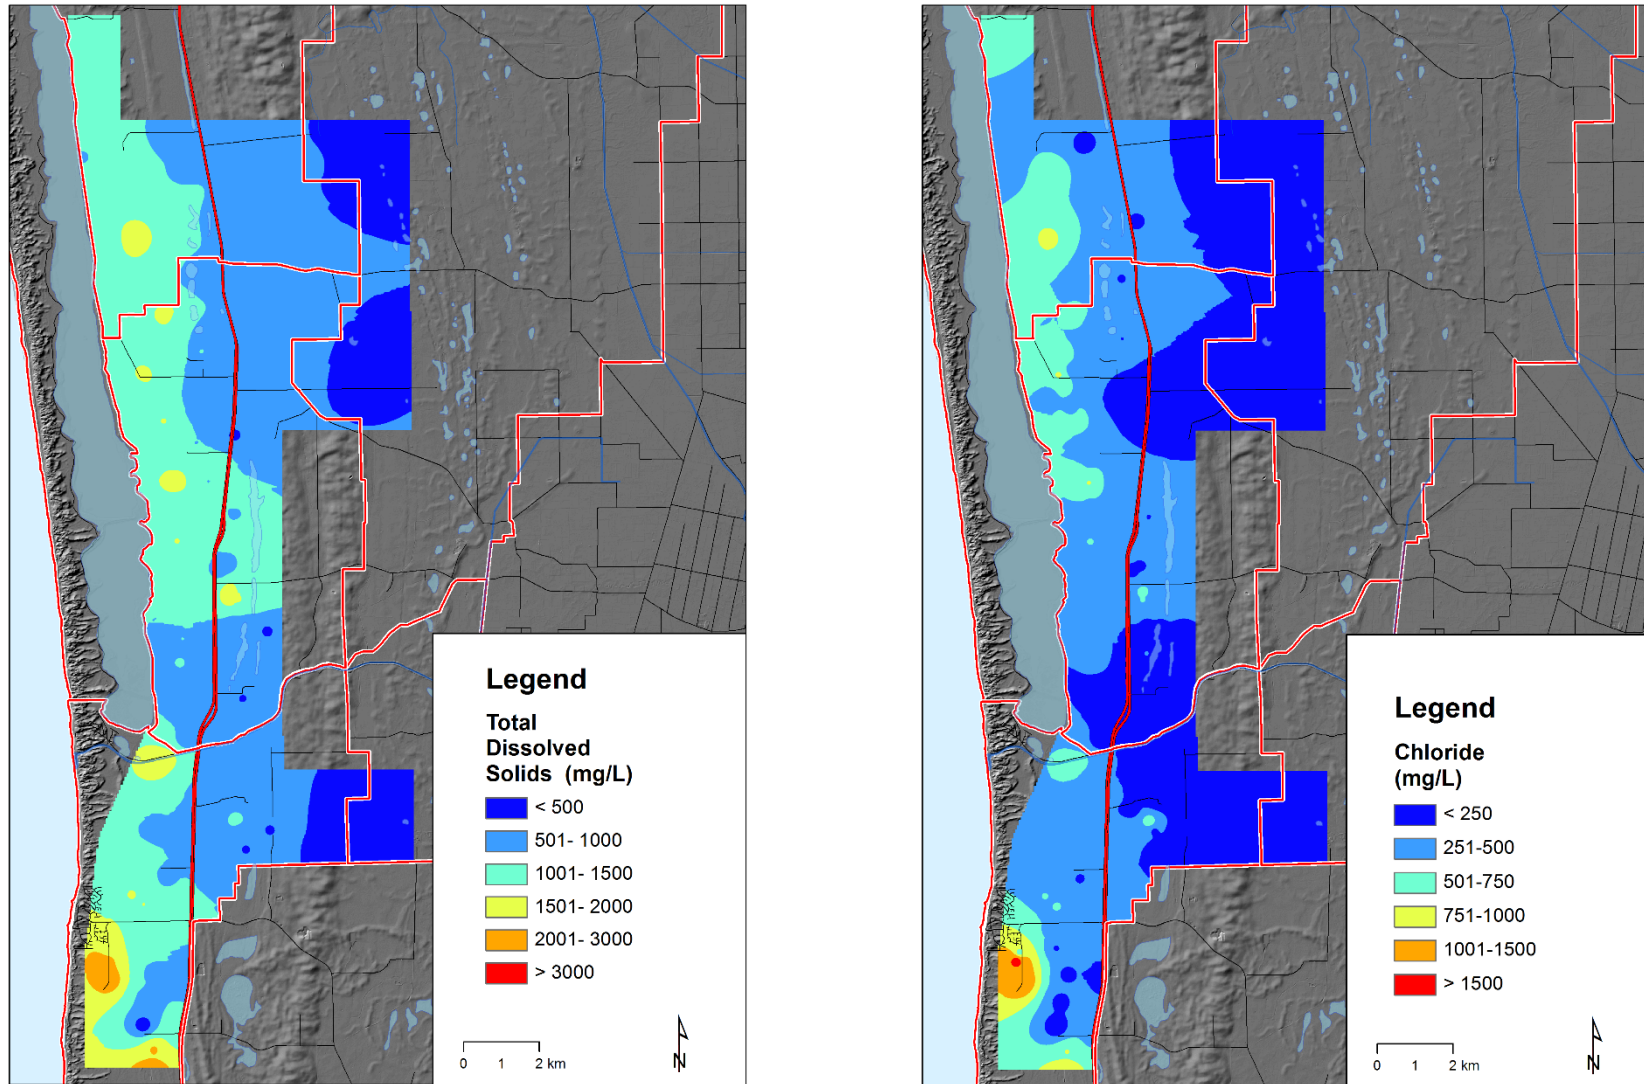 Legend
Total
Dissolved
Solids (mg/L)
< 500
501- 1000
1001- 1500
1501- 2000
2001- 3000
> 3000
0 1 2 km
N
Legend
Chloride
(mg/L)
< 250
251-500
501-750
751-1000
1001-1500
> 1500
0 1 2 km
N